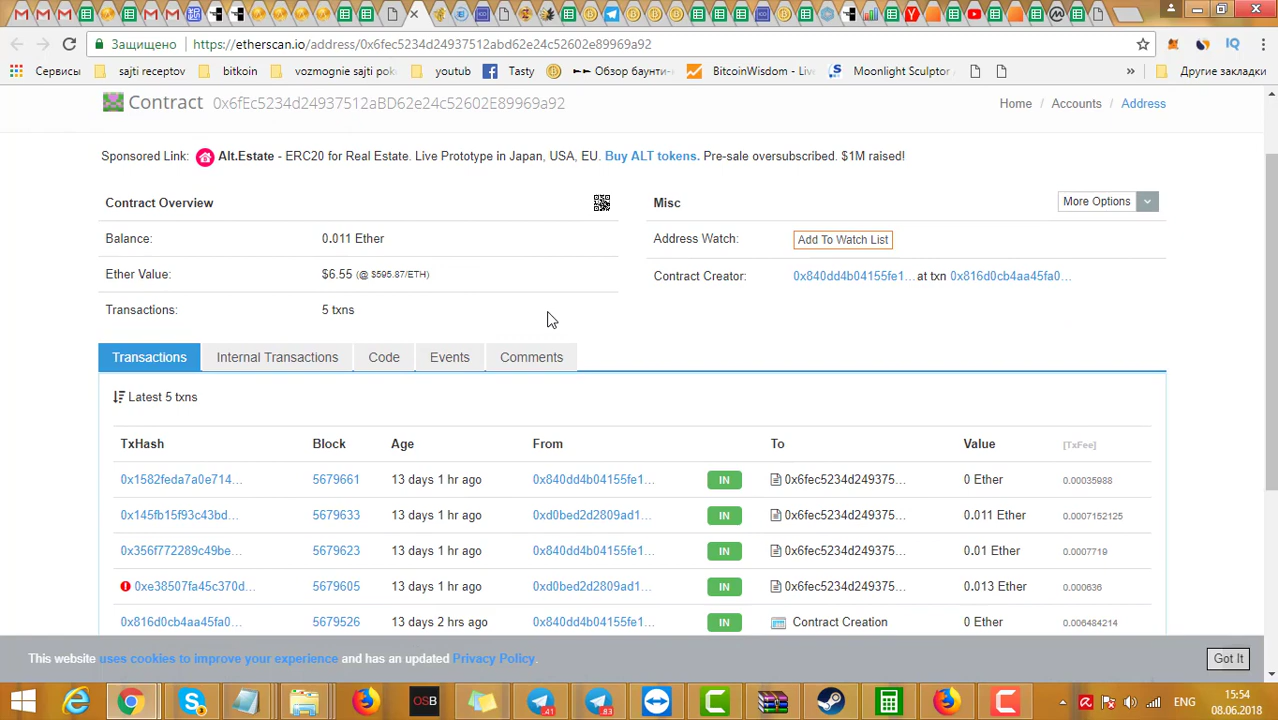 Защищено https://etherscan.io/address/0x6fec5234d24937512abd62e24c52602e89969a92
Сервисы sajti receptov bitkoin vozmognie sajti pok youtub Tasty ►► Обзор баунти- BitcoinWisdom - Live Moonlight Sculptor » Другие закладки
Contract 0x6fEc5234d24937512aBD62e24c52602E89969a92
Home / Accounts / Address
Sponsored Link: Alt.Estate - ERC20 for Real Estate. Live Prototype in Japan, USA, EU. Buy ALT tokens. Pre-sale oversubscribed. $1M raised!
Contract Overview
Misc
More Options
Balance: 0.011 Ether
Address Watch: Add To Watch List
Ether Value: $6.55 (@ $595.87/ETH)
Contract Creator: 0x840dd4b04155fe1... at txn 0x816d0cb4aa45fa0...
Transactions: 5 txns
Transactions Internal Transactions Code Events Comments
Latest 5 txns
TxHash Block Age From To Value [TxFee]
0x1582feda7a0e714... 5679661 13 days 1 hr ago 0x840dd4b04155fe1... IN 0x6fec5234d249375... 0 Ether 0.00035988
0x145fb15f93c43bd... 5679633 13 days 1 hr ago 0xd0bed2d2809ad1... IN 0x6fec5234d249375... 0.011 Ether 0.0007152125
0x356f772289c49be... 5679623 13 days 1 hr ago 0x840dd4b04155fe1... IN 0x6fec5234d249375... 0.01 Ether 0.0007719
0xe38507fa45c370d... 5679605 13 days 1 hr ago 0xd0bed2d2809ad1... IN 0x6fec5234d249375... 0.013 Ether 0.000636
0x816d0cb4aa45fa0... 5679526 13 days 2 hrs ago 0x840dd4b04155fe1... IN Contract Creation 0 Ether 0.006484214
This website uses cookies to improve your experience and has an updated Privacy Policy.
Got It
OSB 41 83 ENG 15:54
08.06.2018